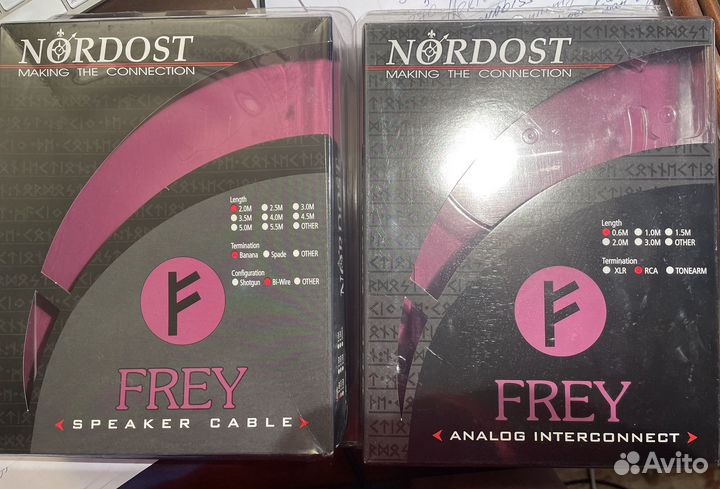 NORDOST
MAKING THE CONNECTION
Length
2.0M 2.5M 3.0M
3.5M 4.0M 4.5M
5.0M 5.5M OTHER
Termination
Banana Spade OTHER
Configuration
Shotgun Bi-Wire OTHER
FREY
SPEAKER CABLE
NORDOST
MAKING THE CONNECTION
Length
0.6M 1.0M 1.5M
2.0M 3.0M OTHER
Termination
XLR RCA TONEARM
FREY
ANALOG INTERCONNECT
Avito